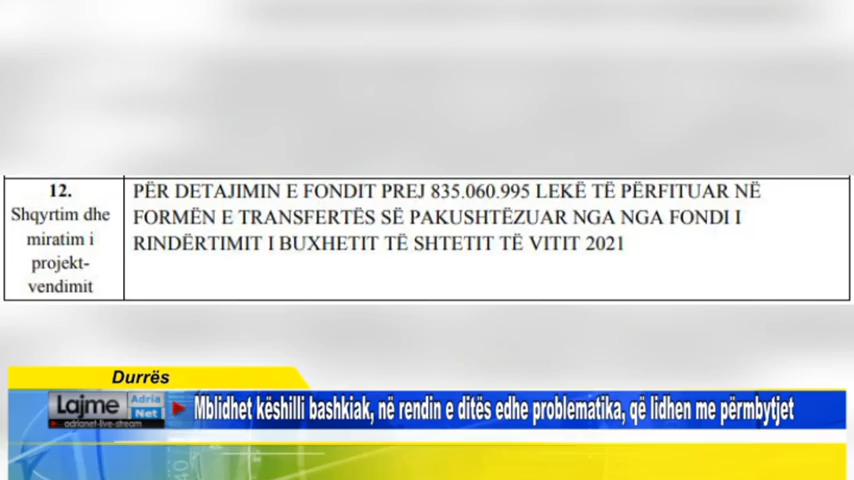 12.
Shqyrtim dhe
miratim i
projekt-
vendimit
PËR DETAJIMIN E FONDIT PREJ 835.060.995 LEKË TË PËRFITUAR NË
FORMËN E TRANSFERTËS SË PAKUSHTËZUAR NGA NGA FONDI I
RINDËRTIMIT I BUXHETIT TË SHTETIT TË VITIT 2021
Durrës
Lajme Adria Net
adrianet-live-stream
Mblidhet këshilli bashkiak, në rendin e ditës edhe problematika, që lidhen me përmbytjet
40